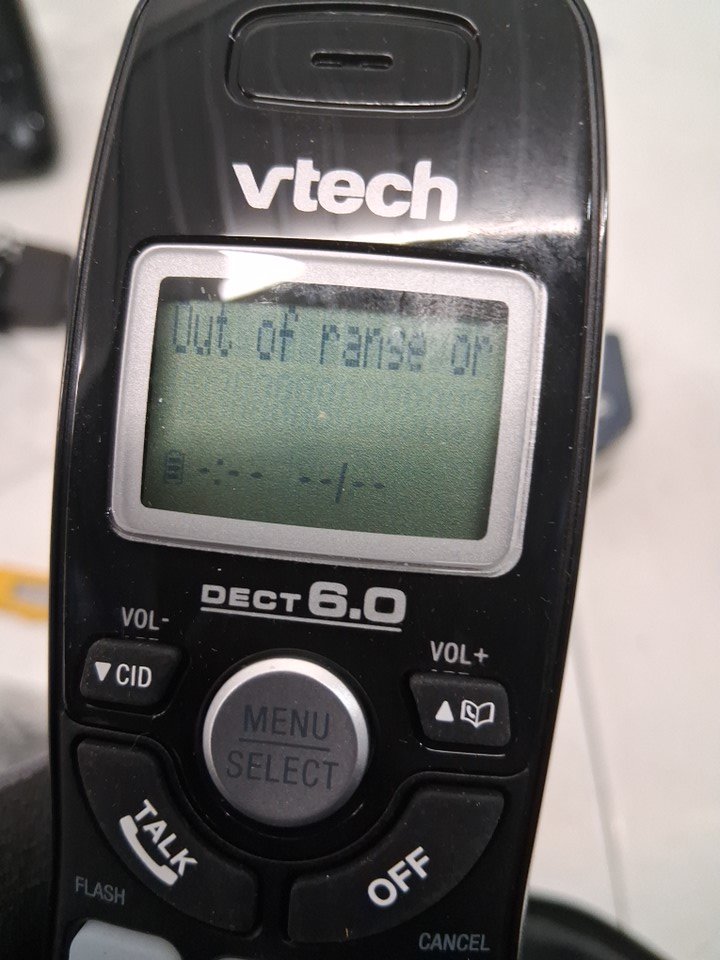 vtech
Out of range or
--:-- --/--
DECT 6.0
VOL-
VOL+
▼CID
▲
MENU
SELECT
TALK
OFF
FLASH
CANCEL